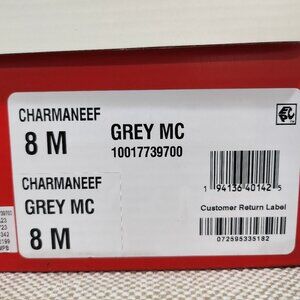 CHARMANEEF
8 M
GREY MC
10017739700
1 94136 40142 5
CHARMANEEF
GREY MC
8 M
Customer Return Label
072595335182